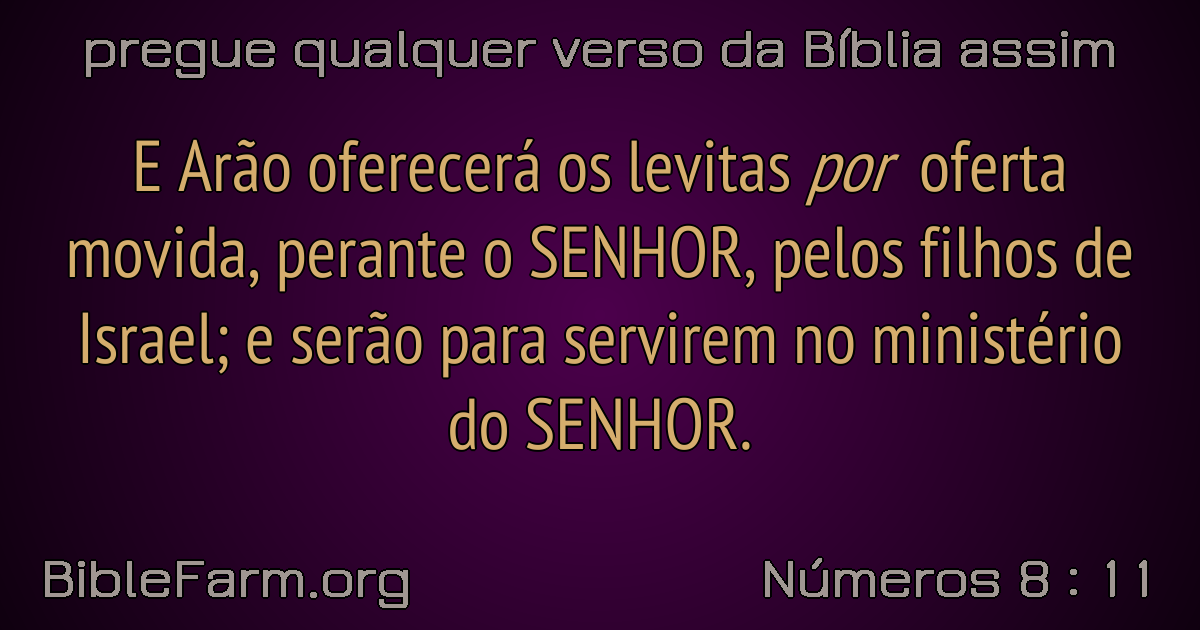 pregue qualquer verso da Bíblia assim
E Arão oferecerá os levitas por oferta
movida, perante o SENHOR, pelos filhos de
Israel; e serão para servirem no ministério
do SENHOR.
BibleFarm.org
Números 8 : 11